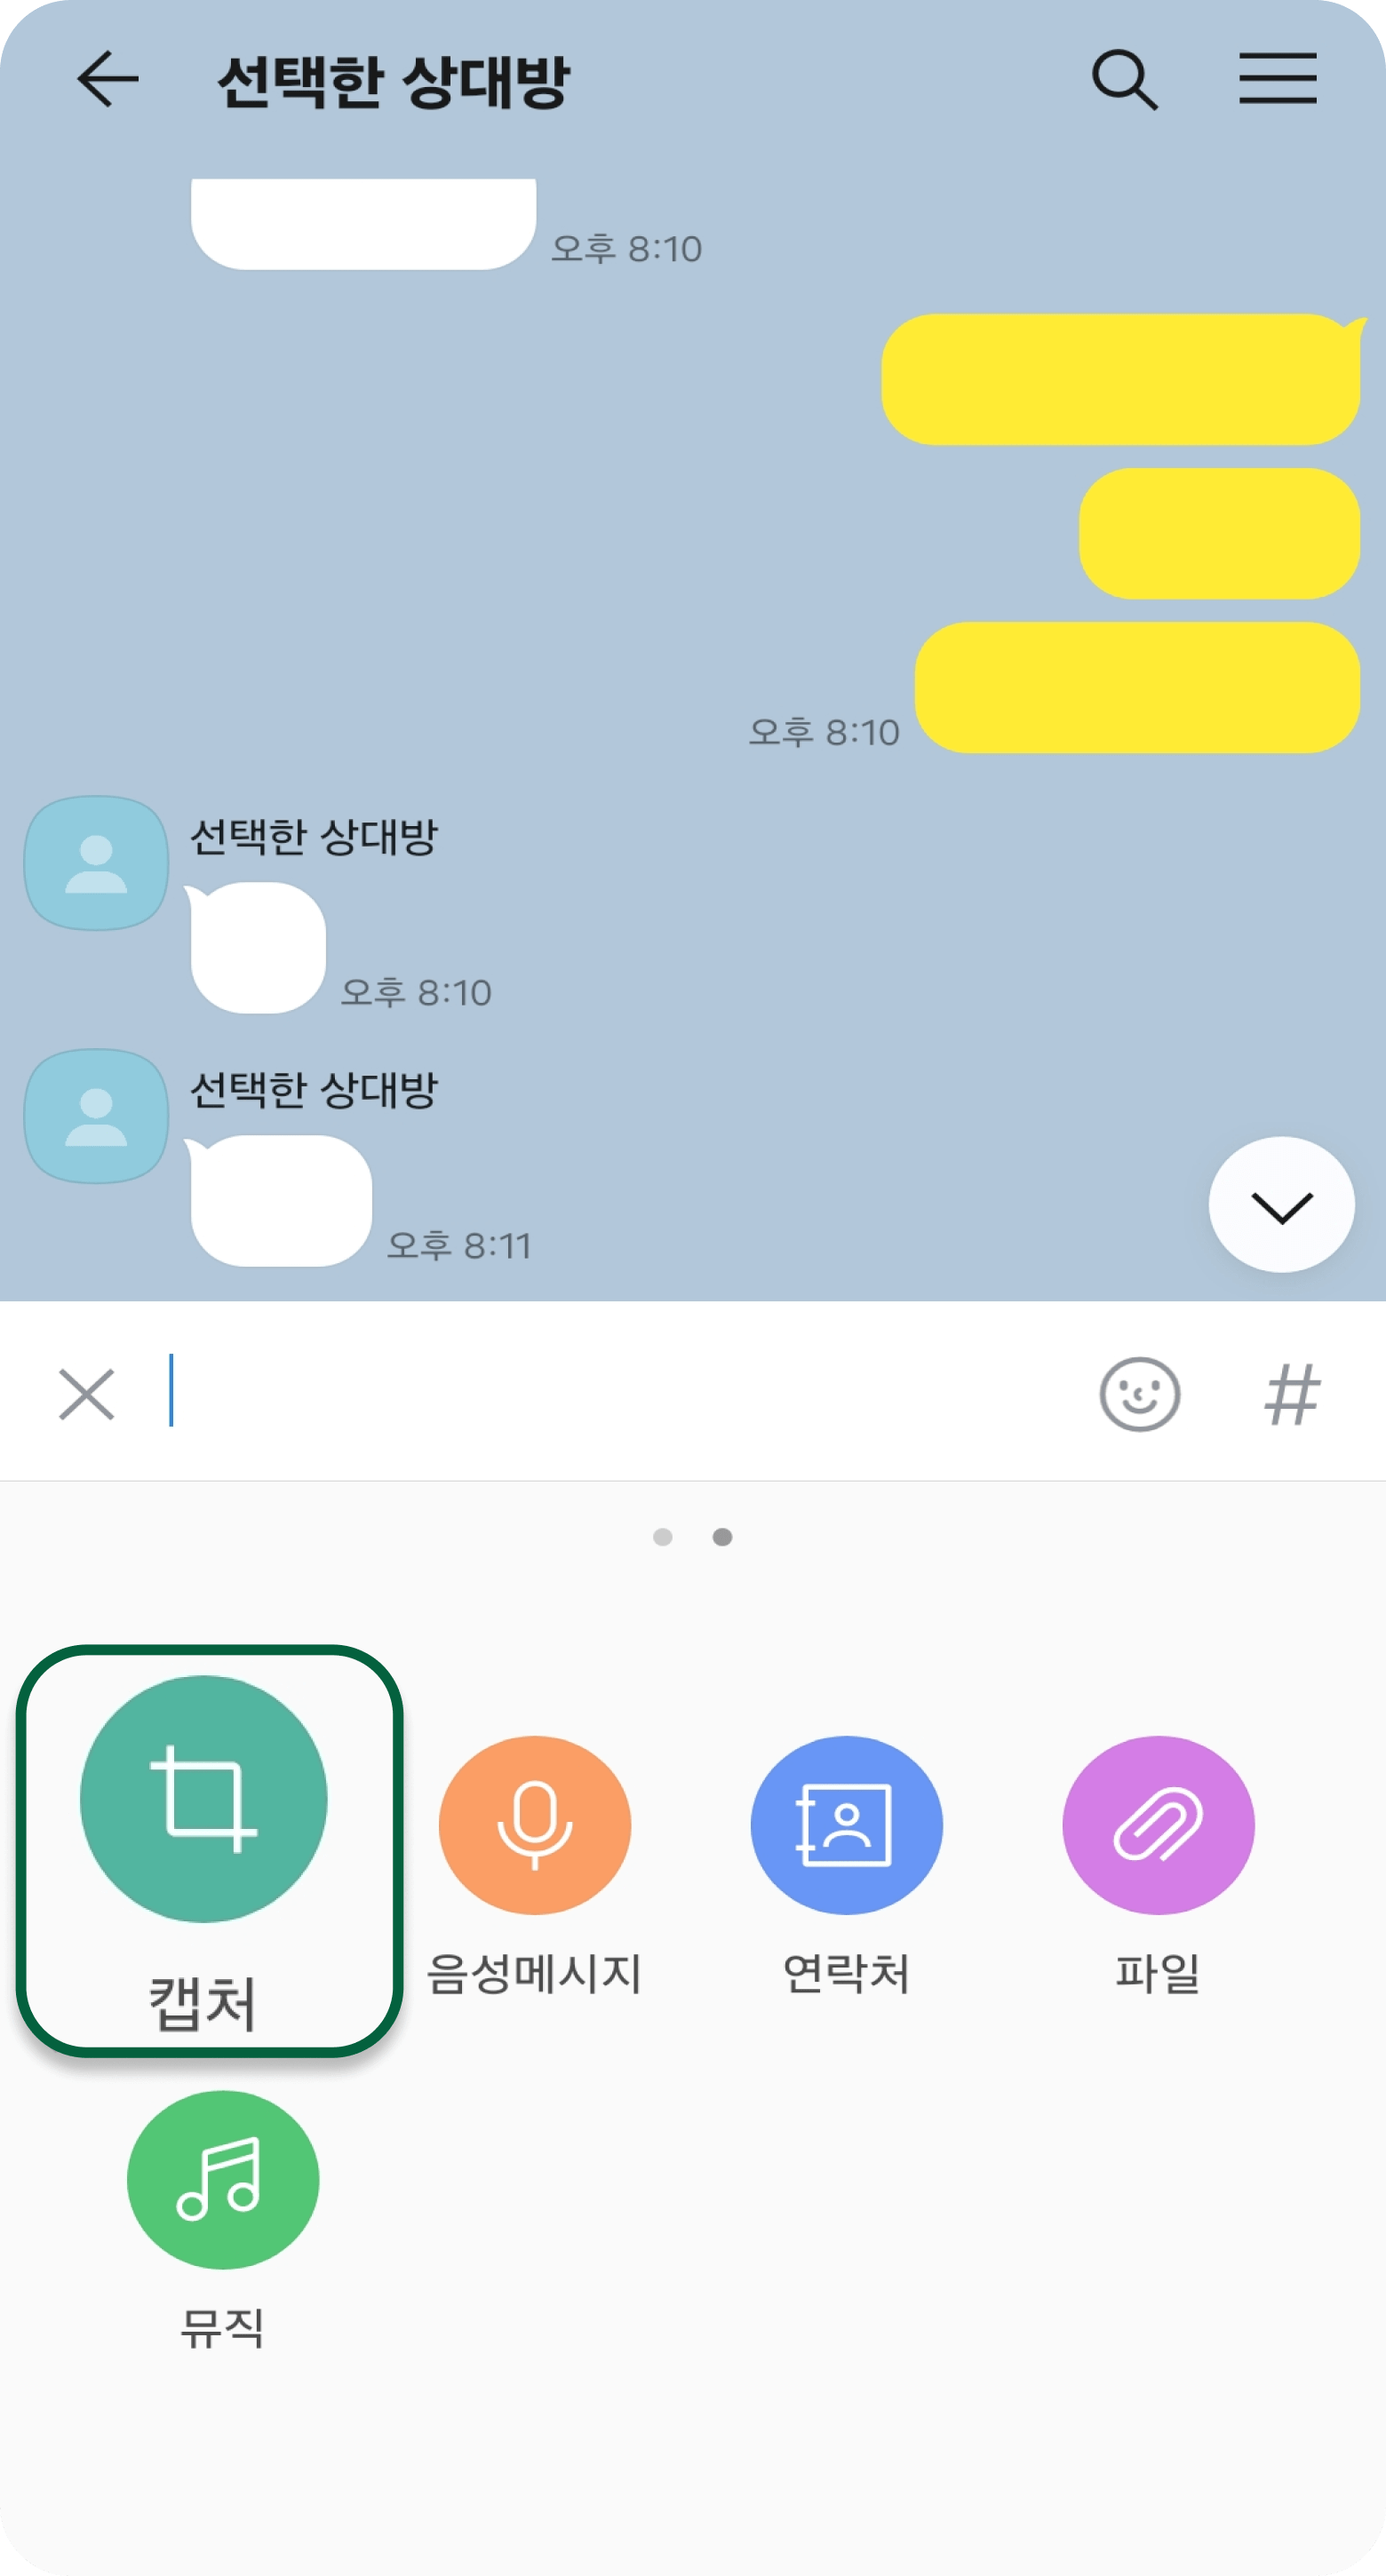 선택한 상대방
오후 8:10
오후 8:10
선택한 상대방
오후 8:10
선택한 상대방
오후 8:11
#
캡처
음성메시지
연락처
파일
뮤직